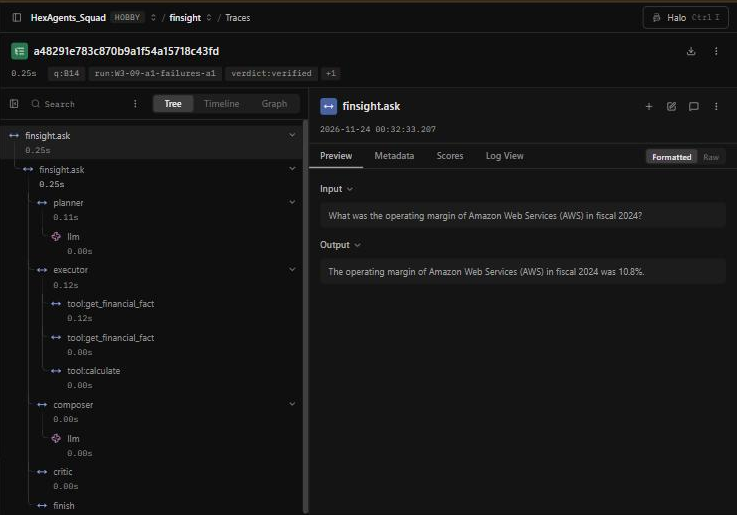 HexAgents_Squad HOBBY / finsight / Traces
Halo Ctrl I
a48291e783c870b9a1f54a15718c43fd
0.25s q:B14 run:W3-09-a1-failures-a1 verdict:verified +1
Search Tree Timeline Graph
finsight.ask
0.25s
finsight.ask
0.25s
planner
0.11s
llm
0.00s
executor
0.12s
tool:get_financial_fact
0.12s
tool:get_financial_fact
0.00s
tool:calculate
0.00s
composer
0.00s
llm
0.00s
critic
0.00s
finish
finsight.ask
2026-11-24 00:32:33.207
Preview Metadata Scores Log View Formatted Raw
Input
What was the operating margin of Amazon Web Services (AWS) in fiscal 2024?
Output
The operating margin of Amazon Web Services (AWS) in fiscal 2024 was 10.8%.